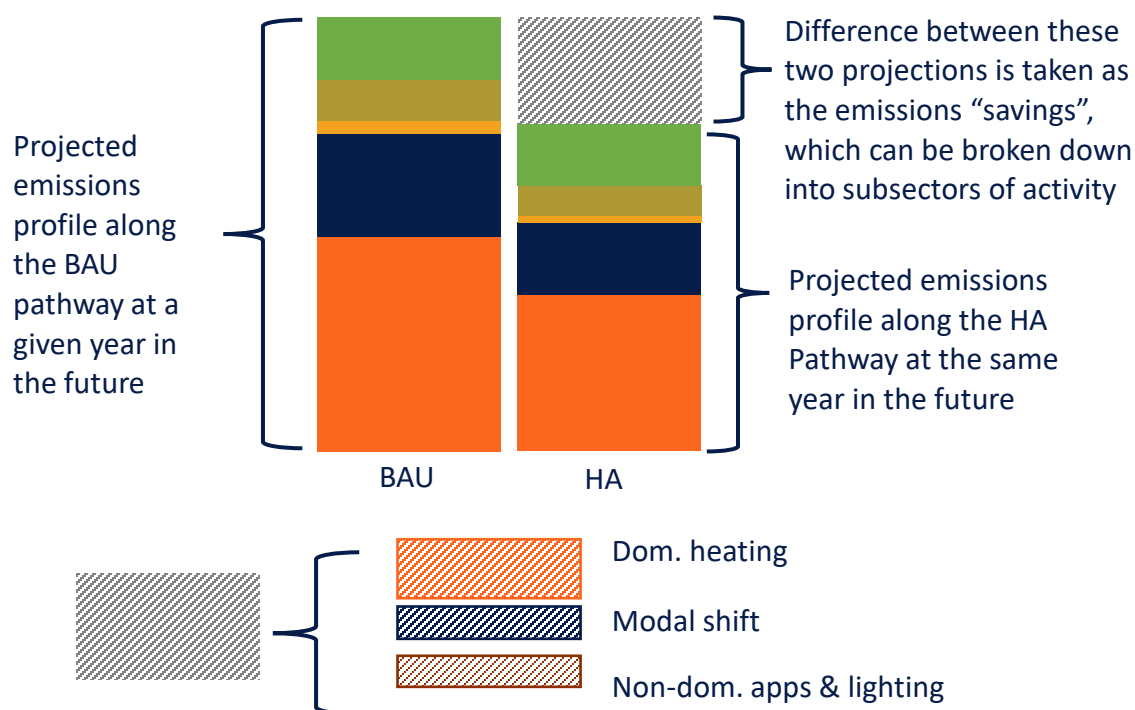 Projected
emissions
profile along
the BAU
pathway at a
given year in
the future
Difference between these
two projections is taken as
the emissions “savings”,
which can be broken down
into subsectors of activity
Projected emissions
profile along the HA
Pathway at the same
year in the future
BAU
HA
Dom. heating
Modal shift
Non-dom. apps & lighting